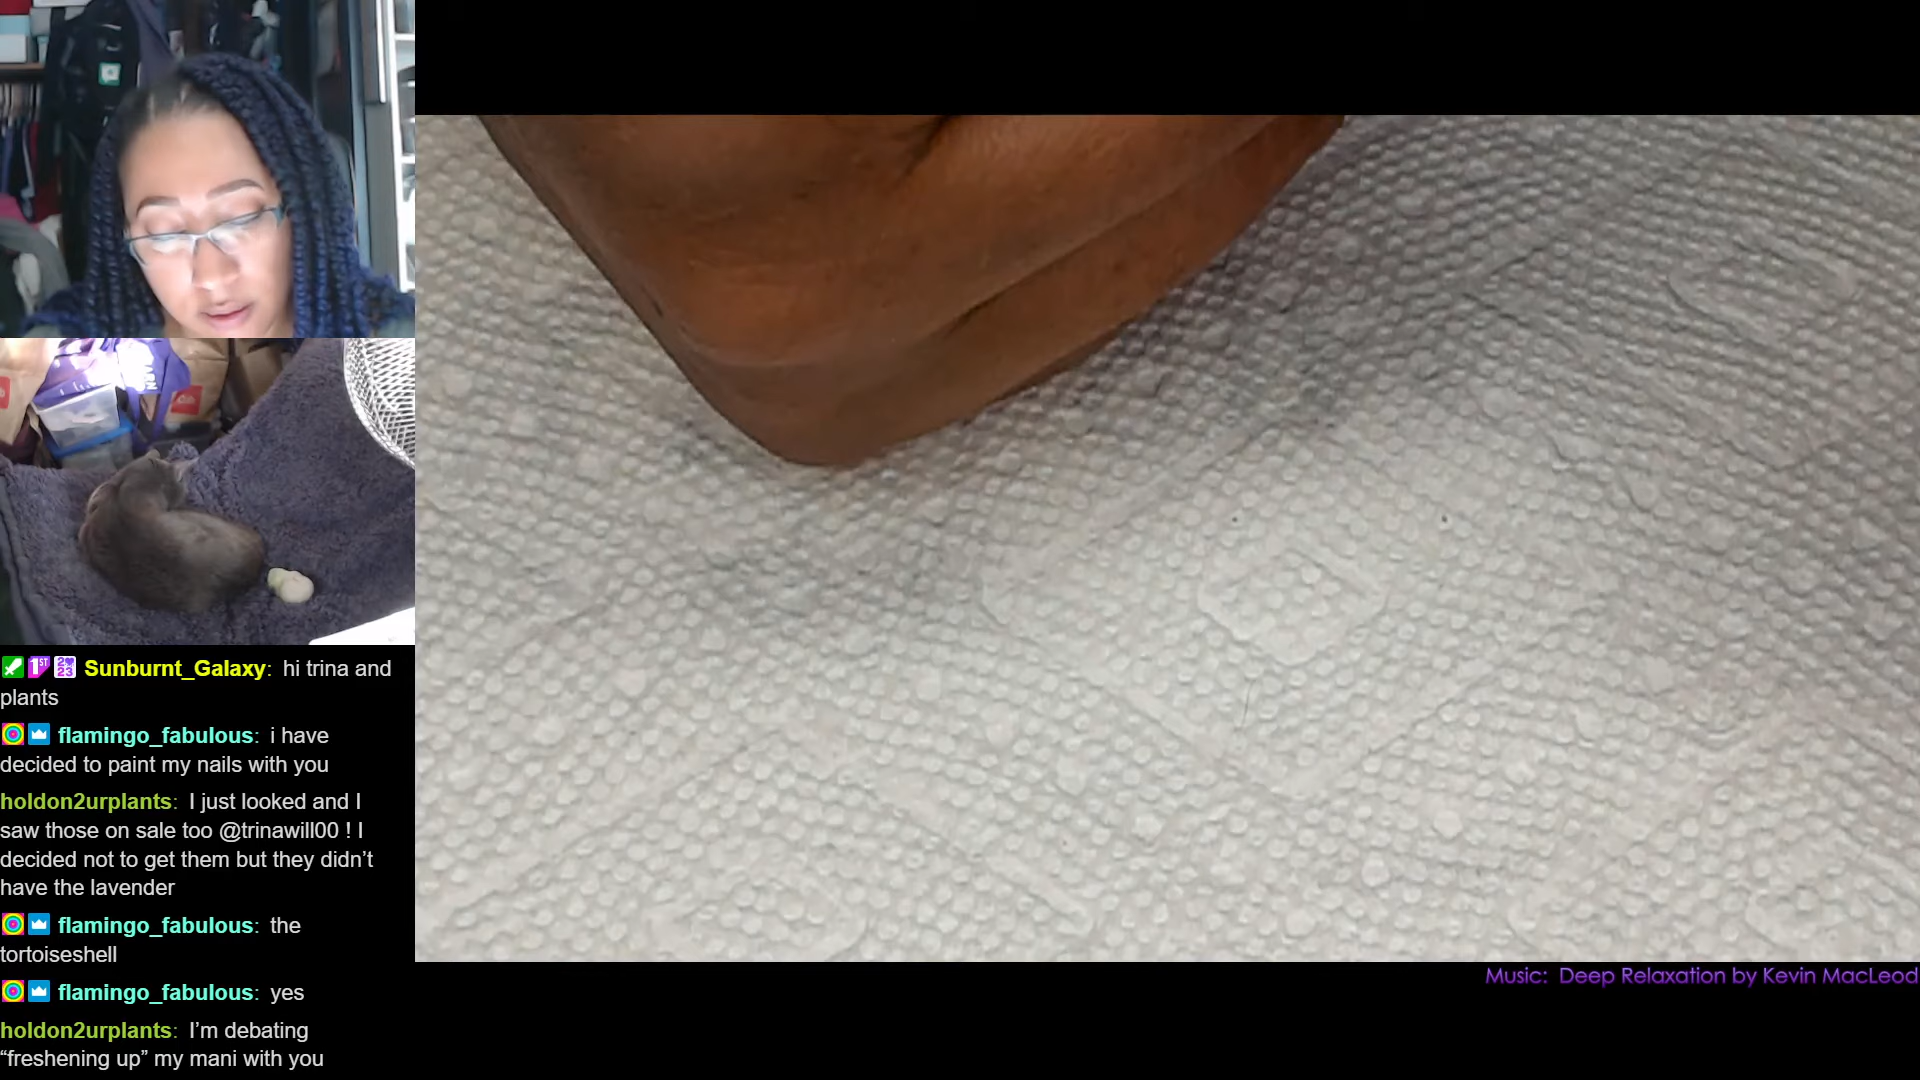 Sunburnt_Galaxy: hi trina and
plants
flamingo_fabulous: i have
decided to paint my nails with you
holdon2urplants: I just looked and I
saw those on sale too @trinawill00 ! I
decided not to get them but they didn’t
have the lavender
flamingo_fabulous: the
tortoiseshell
flamingo_fabulous: yes
holdon2urplants: I’m debating
“freshening up” my mani with you
Music: Deep Relaxation by Kevin MacLeod